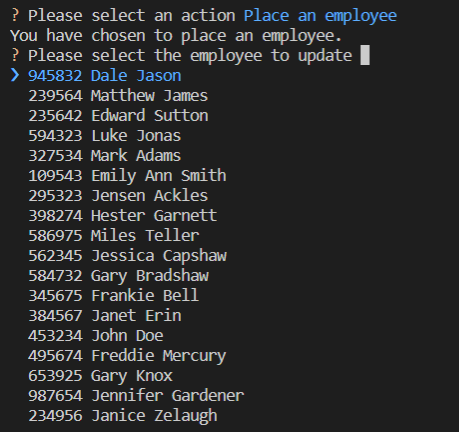 ? Please select an action Place an employee
You have chosen to place an employee.
? Please select the employee to update
❯ 945832 Dale Jason
239564 Matthew James
235642 Edward Sutton
594323 Luke Jonas
327534 Mark Adams
109543 Emily Ann Smith
295323 Jensen Ackles
398274 Hester Garnett
586975 Miles Teller
562345 Jessica Capshaw
584732 Gary Bradshaw
345675 Frankie Bell
384567 Janet Erin
453234 John Doe
495674 Freddie Mercury
653925 Gary Knox
987654 Jennifer Gardener
234956 Janice Zelaugh